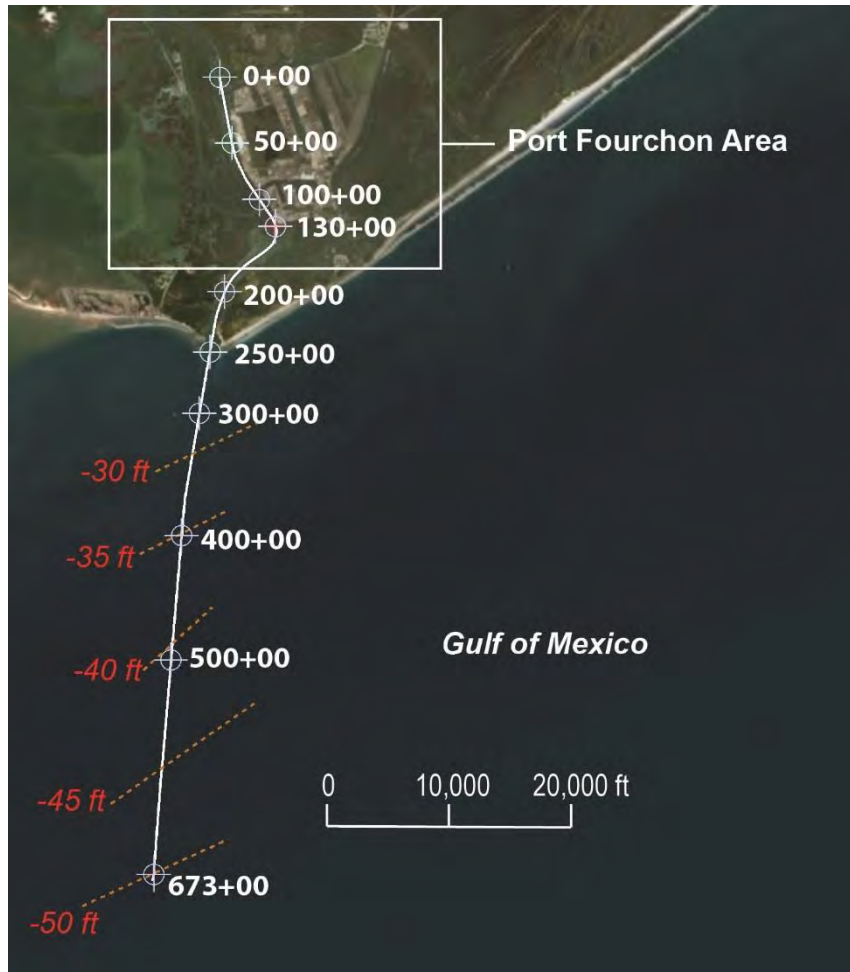 0+00
50+00
Port Fourchon Area
100+00
130+00
200+00
250+00
300+00
-30 ft
400+00
-35 ft
Gulf of Mexico
500+00
-40 ft
0 10,000 20,000 ft
-45 ft
673+00
-50 ft